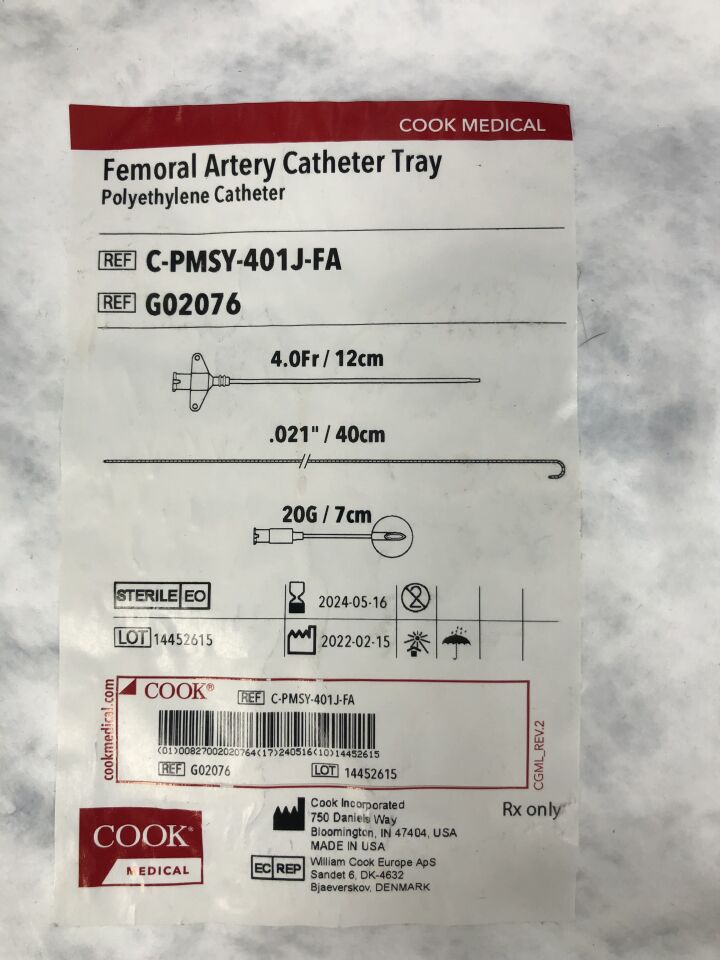 COOK MEDICAL
Femoral Artery Catheter Tray
Polyethylene Catheter
REF C-PMSY-401J-FA
REF G02076
4.0Fr / 12cm
.021" / 40cm
20G / 7cm
STERILE EO 2024-05-16 2
LOT 14452615 2022-02-15
cookmedical.com
COOK® REF C-PMSY-401J-FA
(01)00827002020764(17)240516(10)14452615
REF G02076 LOT 14452615
CGML_REV.2
COOK®
MEDICAL
Cook Incorporated
750 Daniels Way
Bloomington, IN 47404, USA
MADE IN USA
EC REP William Cook Europe ApS
Sandet 6, DK-4632
Bjaeverskov, DENMARK
Rx only